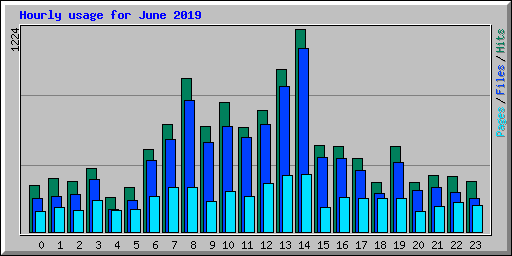 Hourly usage for June 2019
1224
Pages / Files / Hits
0 1 2 3 4 5 6 7 8 9 10 11 12 13 14 15 16 17 18 19 20 21 22 23